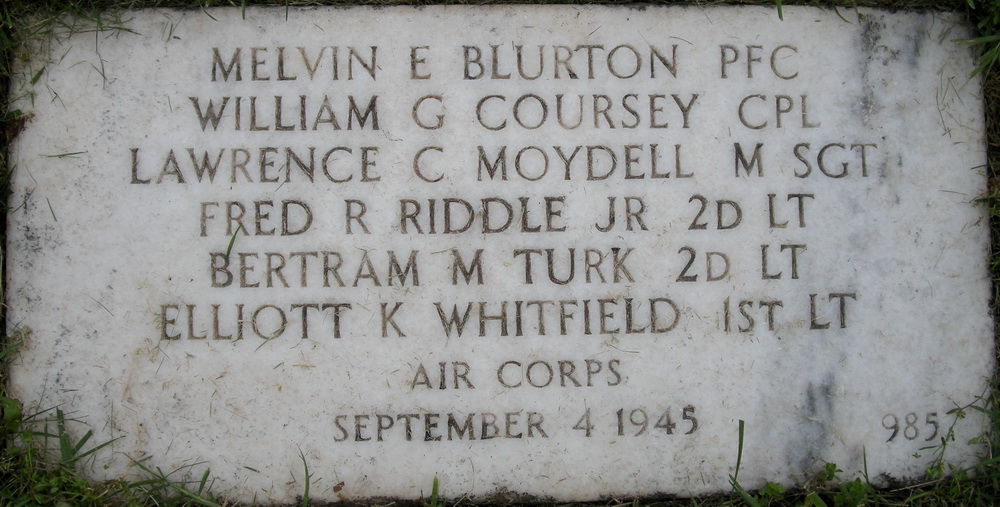 MELVIN E BLURTON PFC
WILLIAM G COURSEY CPL
LAWRENCE C MOYDELL M SGT
FRED R RIDDLE JR 2D LT
BERTRAM M TURK 2D LT
ELLIOTT K WHITFIELD 1ST LT
AIR CORPS
SEPTEMBER 4 1945 985